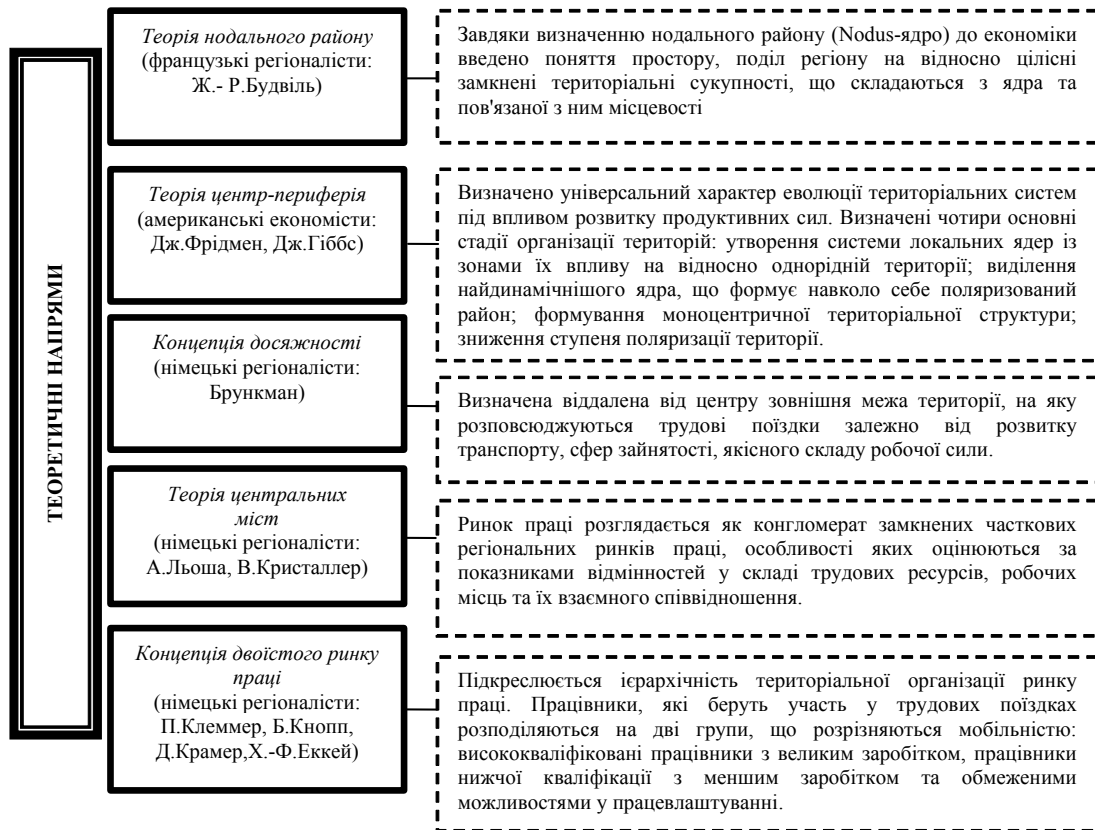 ТЕОРЕТИЧНІ НАПРЯМИ
Теорія нодального району
(французькі регіоналісти:
Ж.- Р.Будвіль)
Завдяки визначенню нодального району (Nodus-ядро) до економіки
введено поняття простору, поділ регіону на відносно цілісні
замкнені територіальні сукупності, що складаються з ядра та
пов'язаної з ним місцевості
Теорія центр-периферія
(американські економісти:
Дж.Фрідмен, Дж.Гіббс)
Визначено універсальний характер еволюції територіальних систем
під впливом розвитку продуктивних сил. Визначені чотири основні
стадії організації територій: утворення системи локальних ядер із
зонами їх впливу на відносно однорідній території; виділення
найдинамічнішого ядра, що формує навколо себе поляризований
район; формування моноцентричної територіальної структури;
зниження ступеня поляризації території.
Концепція досяжності
(німецькі регіоналісти:
Брункман)
Визначена віддалена від центру зовнішня межа території, на яку
розповсюджуються трудові поїздки залежно від розвитку
транспорту, сфер зайнятості, якісного складу робочої сили.
Теорія центральних
міст
(німецькі регіоналісти:
А.Льоша, В.Кристаллер)
Ринок праці розглядається як конгломерат замкнених часткових
регіональних ринків праці, особливості яких оцінюються за
показниками відмінностей у складі трудових ресурсів, робочих
місць та їх взаємного співвідношення.
Концепція двоїстого ринку
праці
(німецькі регіоналісти:
П.Клеммер, Б.Кнопп,
Д.Крамер,Х.-Ф.Еккей)
Підкреслюється ієрархічність територіальної організації ринку
праці. Працівники, які беруть участь у трудових поїздках
розподіляються на дві групи, що розрізняються мобільністю:
висококваліфіковані працівники з великим заробітком, працівники
нижчої кваліфікації з меншим заробітком та обмеженими
можливостями у працевлаштуванні.